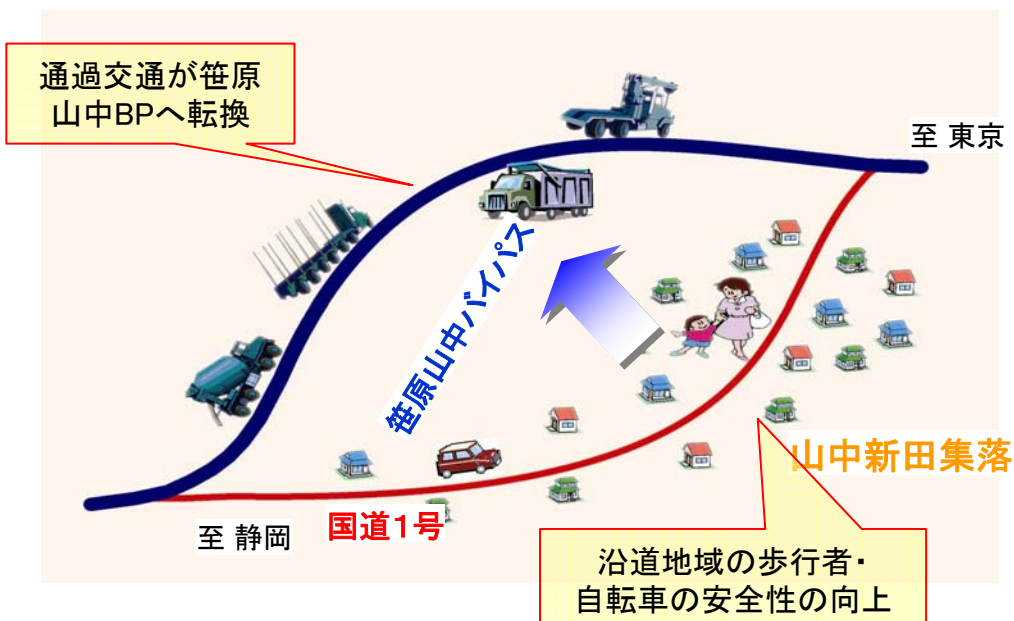 通過交通が笹原
山中BPへ転換
至 東京
笹原山中バイパス
山中新田集落
国道1号
至 静岡
沿道地域の歩行者・
自転車の安全性の向上